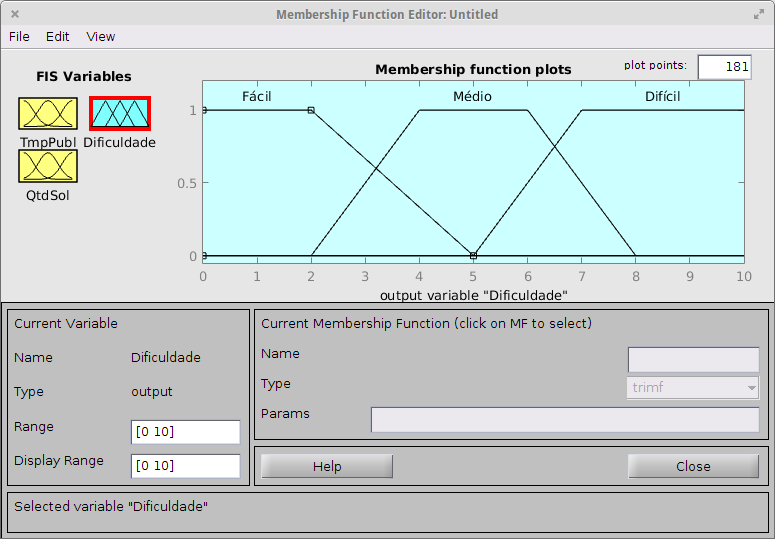 Membership Function Editor: Untitled
File Edit View
FIS Variables
TmpPubl
Dificuldade
QtdSol
Membership function plots
plot points:
181
Fácil
Médio
Difícil
1
0.5
0
0 1 2 3 4 5 6 7 8 9 10
output variable "Dificuldade"
Current Variable
Name Dificuldade
Type output
Range [0 10]
Display Range [0 10]
Current Membership Function (click on MF to select)
Name
Type trimf
Params
Help
Close
Selected variable "Dificuldade"